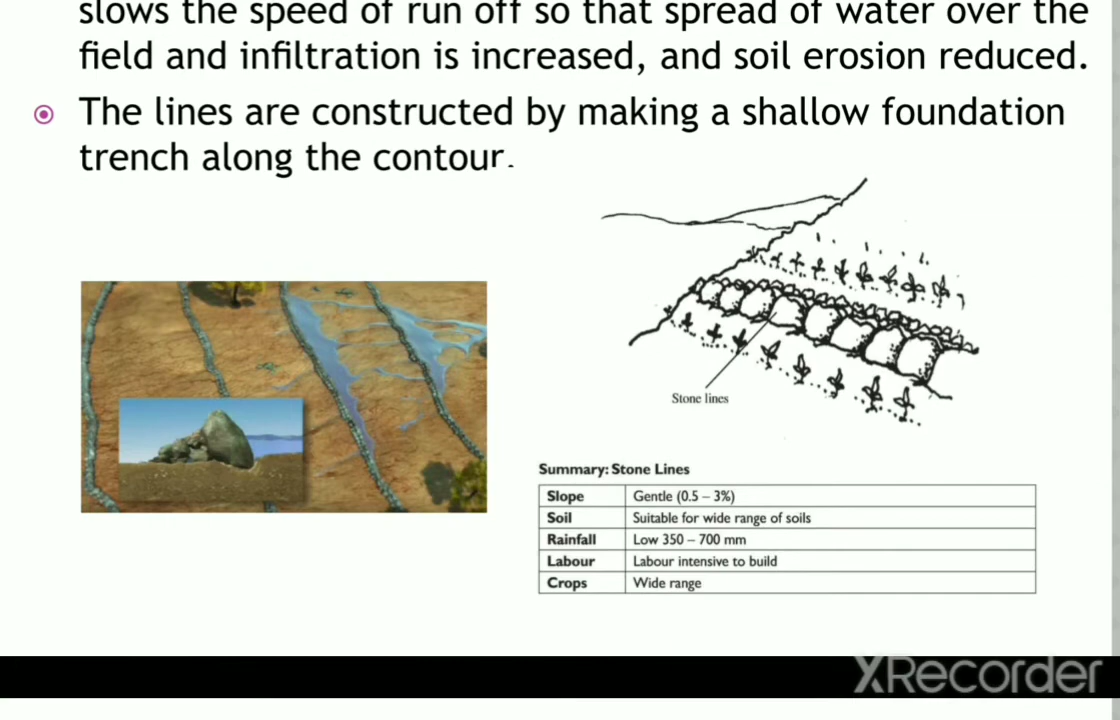 slows the speed of run off so that spread of water over the
field and infiltration is increased, and soil erosion reduced.
The lines are constructed by making a shallow foundation
trench along the contour.
Stone lines
Summary: Stone Lines
Slope Gentle (0.5 – 3%)
Soil Suitable for wide range of soils
Rainfall Low 350 – 700 mm
Labour Labour intensive to build
Crops Wide range
XRecorder